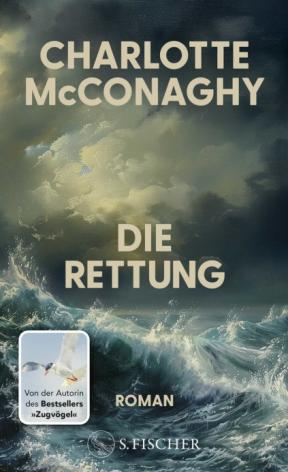 CHARLOTTE
McCONAGHY
DIE
RETTUNG
Von der Autorin
des Bestsellers
»Zugvögel«
ROMAN
S. FISCHER